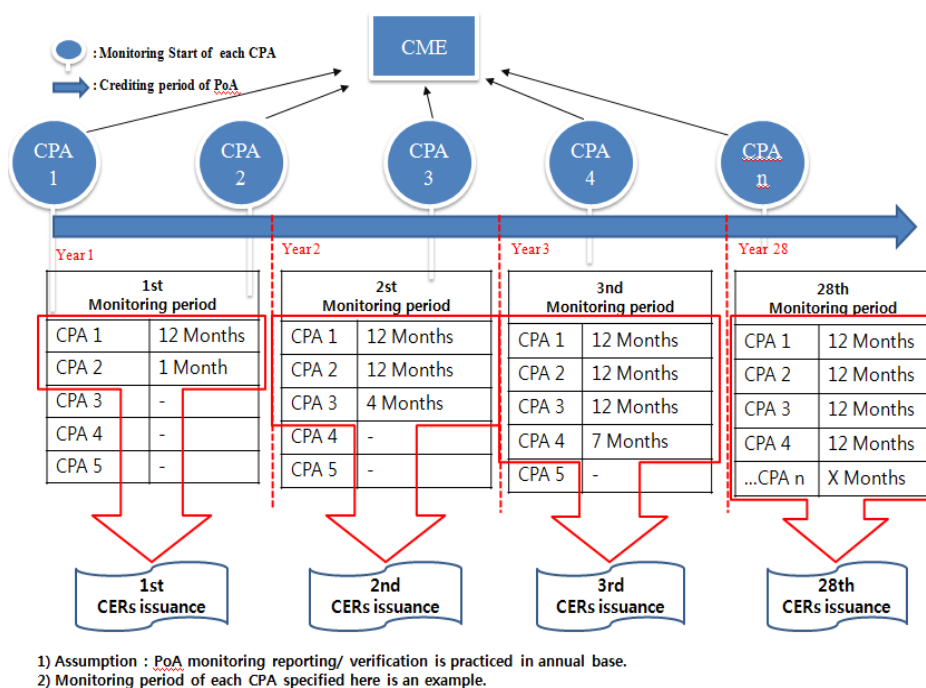 : Monitoring Start of each CPA
CME
: Crediting period of PoA
CPA
1
CPA
2
CPA
3
CPA
4
CPA
n
Year 1
Year 2
Year 3
Year 28
1st
Monitoring period
CPA 1 12 Months
CPA 2 1 Month
CPA 3 -
CPA 4 -
CPA 5 -
2st
Monitoring period
CPA 1 12 Months
CPA 2 12 Months
CPA 3 4 Months
CPA 4 -
CPA 5 -
3nd
Monitoring period
CPA 1 12 Months
CPA 2 12 Months
CPA 3 12 Months
CPA 4 7 Months
CPA 5 -
28th
Monitoring period
CPA 1 12 Months
CPA 2 12 Months
CPA 3 12 Months
CPA 4 12 Months
...CPA n X Months
1st
CERs issuance
2nd
CERs issuance
3rd
CERs issuance
28th
CERs issuance
1) Assumption : PoA monitoring reporting/ verification is practiced in annual base.
2) Monitoring period of each CPA specified here is an example.